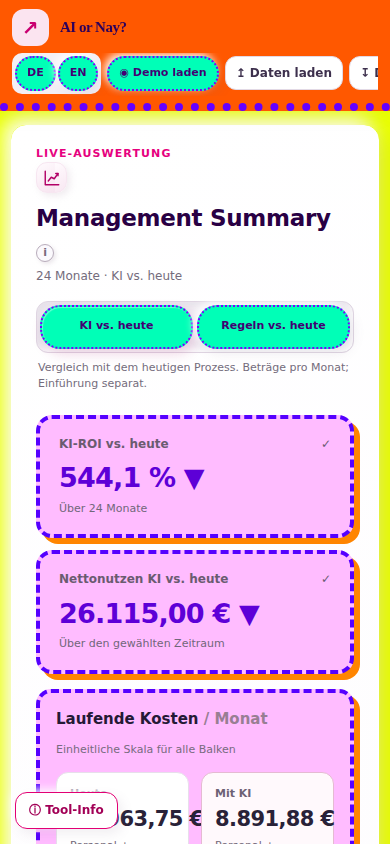 AI or Nay?
DE EN ◉ Demo laden ↥ Daten laden ↧
LIVE-AUSWERTUNG
Management Summary
i
24 Monate · KI vs. heute
KI vs. heute Regeln vs. heute
Vergleich mit dem heutigen Prozess. Beträge pro Monat;
Einführung separat.
KI-ROI vs. heute ✓
544,1 % ▼
Über 24 Monate
Nettonutzen KI vs. heute ✓
26.115,00 € ▼
Über den gewählten Zeitraum
Laufende Kosten / Monat
Einheitliche Skala für alle Balken
Heute Mit KI
63,75 € 8.891,88 €
ⓘ Tool-Info